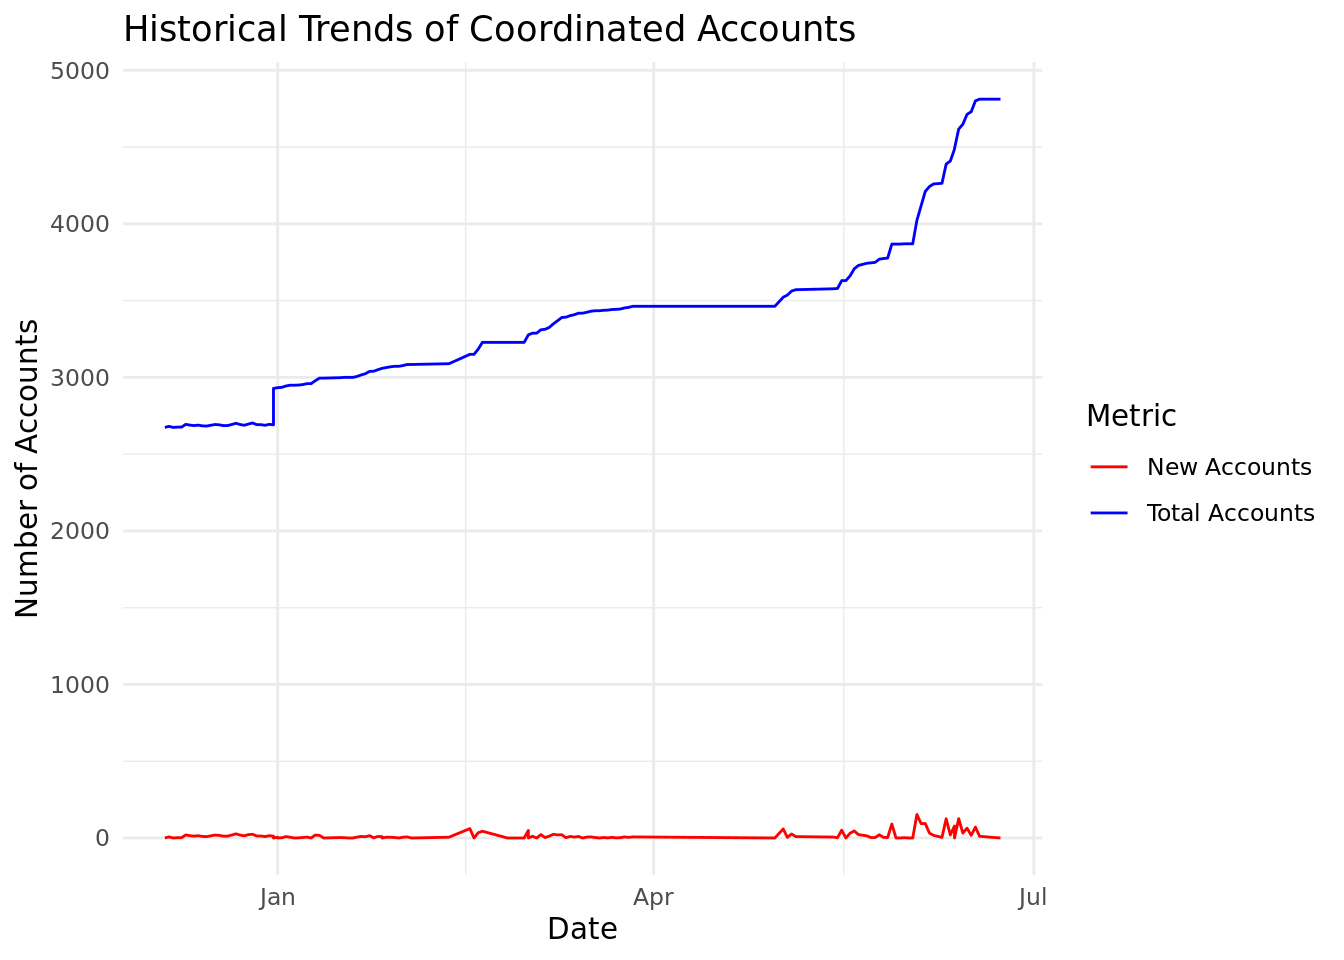 Historical Trends of Coordinated Accounts
5000
4000
3000
2000
1000
0
Number of Accounts
Jan
Apr
Jul
Date
Metric
New Accounts
Total Accounts